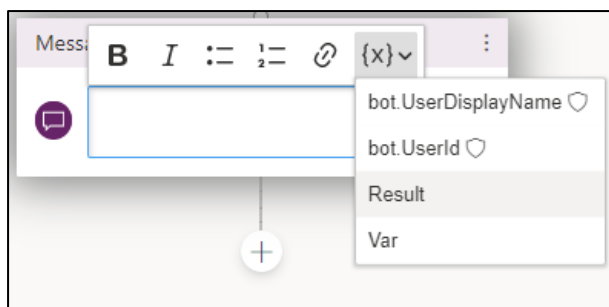 Messa
B I {x}
bot.UserDisplayName
bot.UserId
Result
Var